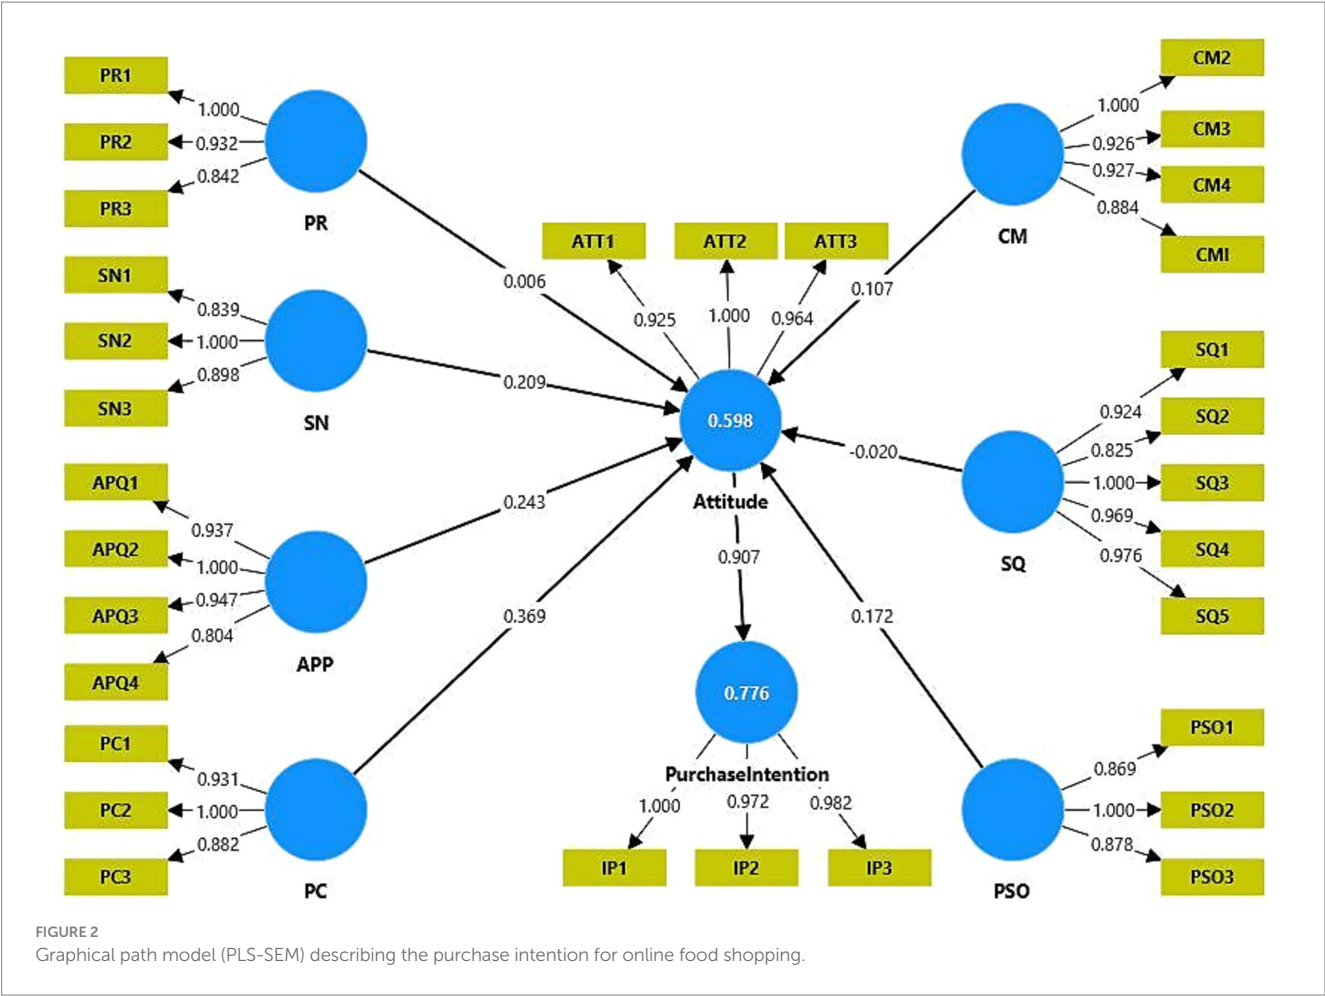 PR1
1.000
PR2
0.932
0.842
PR3
PR
SN1
0.839
SN2
1.000
0.898
SN3
SN
APQ1
0.937
APQ2
1.000
0.947
APQ3
0.804
APQ4
APP
PC1
0.931
PC2
1.000
0.882
PC3
PC
0.006
0.209
0.243
0.369
ATT1
ATT2
ATT3
0.925
1.000
0.964
0.598
Attitude
0.907
0.776
PurchaseIntention
1.000
0.972
0.982
IP1
IP2
IP3
0.107
-0.020
0.172
CM2
1.000
CM3
0.926
0.927
CM4
0.884
CMI
CM
SQ1
0.924
SQ2
0.825
1.000
SQ3
0.969
SQ4
0.976
SQ5
SQ
PSO1
0.869
1.000
PSO2
0.878
PSO3
PSO
FIGURE 2
Graphical path model (PLS-SEM) describing the purchase intention for online food shopping.